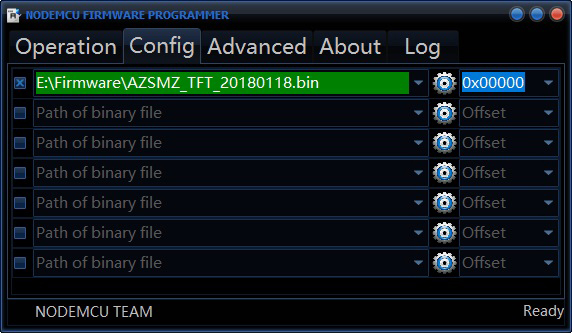 NODEMCU FIRMWARE PROGRAMMER
Operation Config Advanced About Log
E:\Firmware\AZSMZ_TFT_20180118.bin 0x00000
Path of binary file Offset
Path of binary file Offset
Path of binary file Offset
Path of binary file Offset
Path of binary file Offset
Path of binary file Offset
NODEMCU TEAM Ready